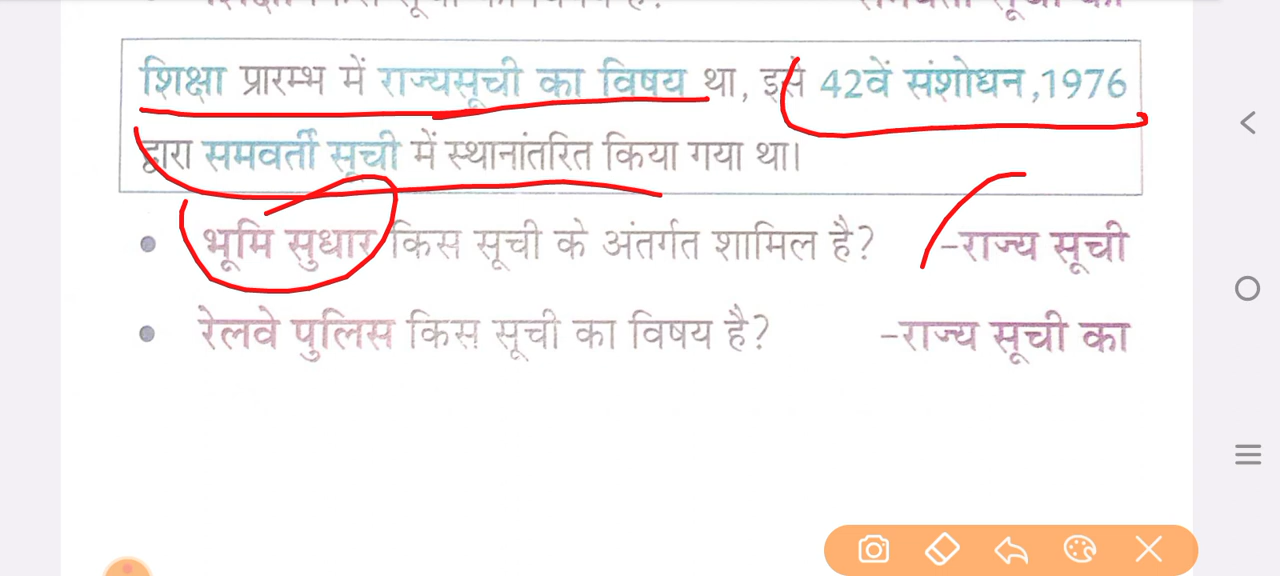 शिक्षा प्रारम्भ में राज्यसूची का विषय था, इसे 42वें संशोधन,1976
द्वारा समवर्ती सूची में स्थानांतरित किया गया था।
भूमि सुधार किस सूची के अंतर्गत शामिल है? -राज्य सूची
रेलवे पुलिस किस सूची का विषय है? -राज्य सूची का